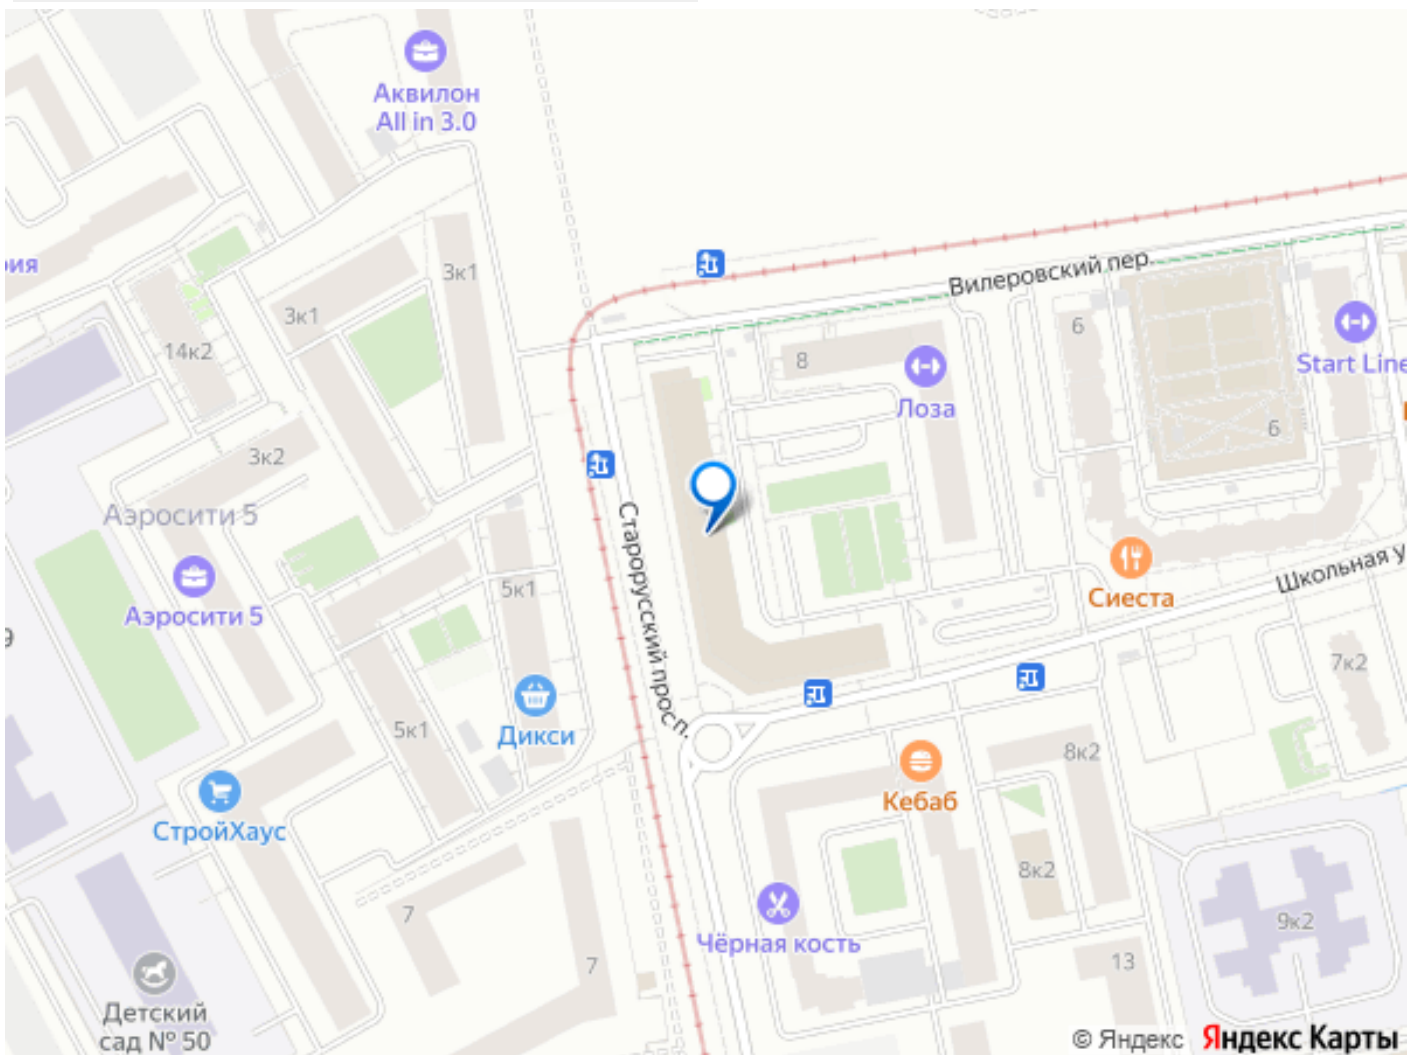 Аквилон
All in 3.0
ия
3к1
3к1
Вилеровский пер.
14к2
8
6
Start Line
Лоза
6
3к2
Аэросити 5
Старорусский просп.
Аэросити 5
5к1
Сиеста
Школьная у
9
7к2
Дикси
5к1
8к2
Кебаб
СтройХаус
8к2
7
Чёрная кость
9к2
7
13
Детский
сад № 50
© Яндекс Яндекс Карты